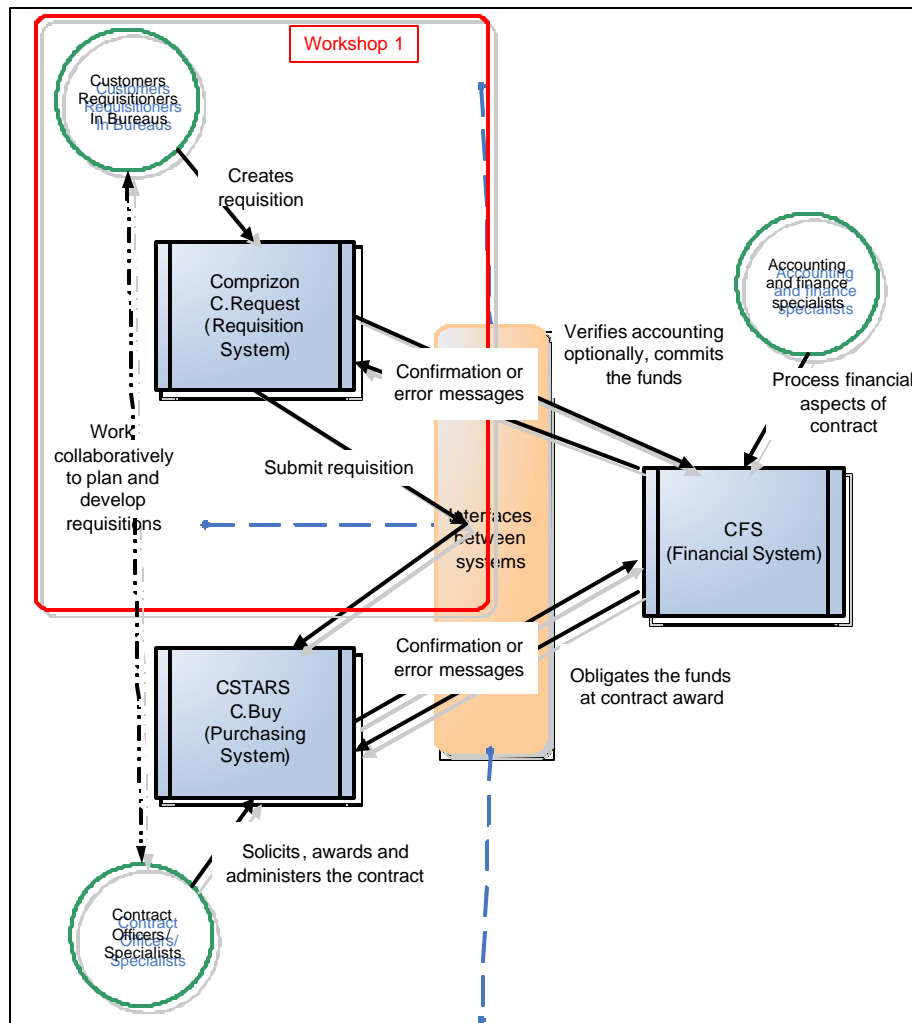 Workshop 1
Customers
Requisitioners
In Bureaus
Creates
requisition
Comprizon
C.Request
(Requisition
System)
Accounting
and finance
specialists
Verifies accounting
optionally, commits
the funds
Confirmation or
error messages
Process financial
aspects of
contract
Work
collaboratively
to plan and
develop
requisitions
Submit requisition
Interfaces
between
systems
CFS
(Financial System)
Confirmation or
error messages
CSTARS
C.Buy
(Purchasing
System)
Obligates the funds
at contract award
Solicits, awards and
administers the contract
Contract
Officers/
Specialists